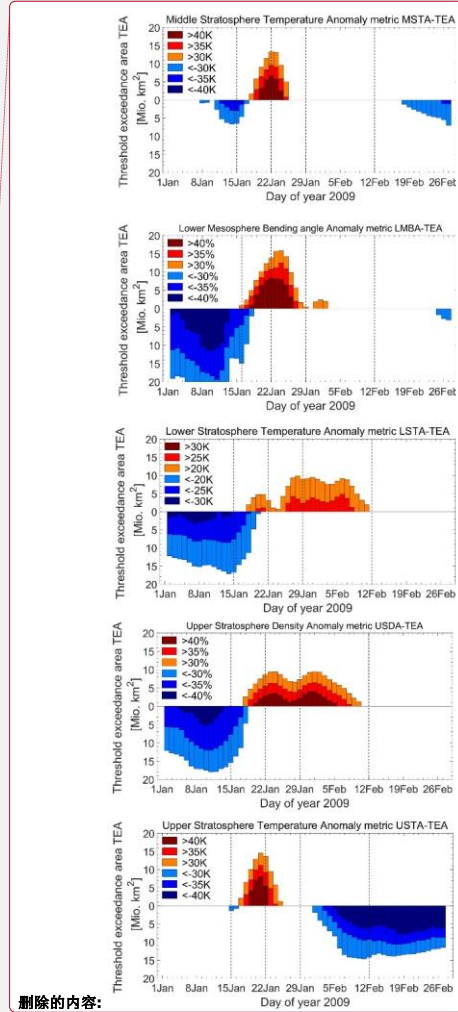 Middle Stratosphere Temperature Anomaly metric MSTA-TEA
Threshold exceedance area TEA
[Mio. km²]
20
15
10
5
0
5
10
15
20
>40K
>35K
>30K
<-30K
<-35K
<-40K
1Jan 8Jan 15Jan 22Jan 29Jan 5Feb 12Feb 19Feb 26Feb
Day of year 2009
Lower Mesosphere Bending angle Anomaly metric LMBA-TEA
Threshold exceedance area TEA
[Mio. km²]
20
15
10
5
0
5
10
15
20
>40%
>35%
>30%
<-30%
<-35%
<-40%
1Jan 8Jan 15Jan 22Jan 29Jan 5Feb 12Feb 19Feb 26Feb
Day of year 2009
Lower Stratosphere Temperature Anomaly metric LSTA-TEA
Threshold exceedance area TEA
[Mio. km²]
20
15
10
5
0
5
10
15
20
>30K
>25K
>20K
<-20K
<-25K
<-30K
1Jan 8Jan 15Jan 22Jan 29Jan 5Feb 12Feb 19Feb 26Feb
Day of year 2009
Upper Stratosphere Density Anomaly metric USDA-TEA
Threshold exceedance area TEA
[Mio. km²]
20
15
10
5
0
5
10
15
20
>40%
>35%
>30%
<-30%
<-35%
<-40%
1Jan 8Jan 15Jan 22Jan 29Jan 5Feb 12Feb 19Feb 26Feb
Day of year 2009
Upper Stratosphere Temperature Anomaly metric USTA-TEA
Threshold exceedance area TEA
[Mio. km²]
20
15
10
5
0
5
10
15
20
>40K
>35K
>30K
<-30K
<-35K
<-40K
1Jan 8Jan 15Jan 22Jan 29Jan 5Feb 12Feb 19Feb 26Feb
Day of year 2009
删除的内容: